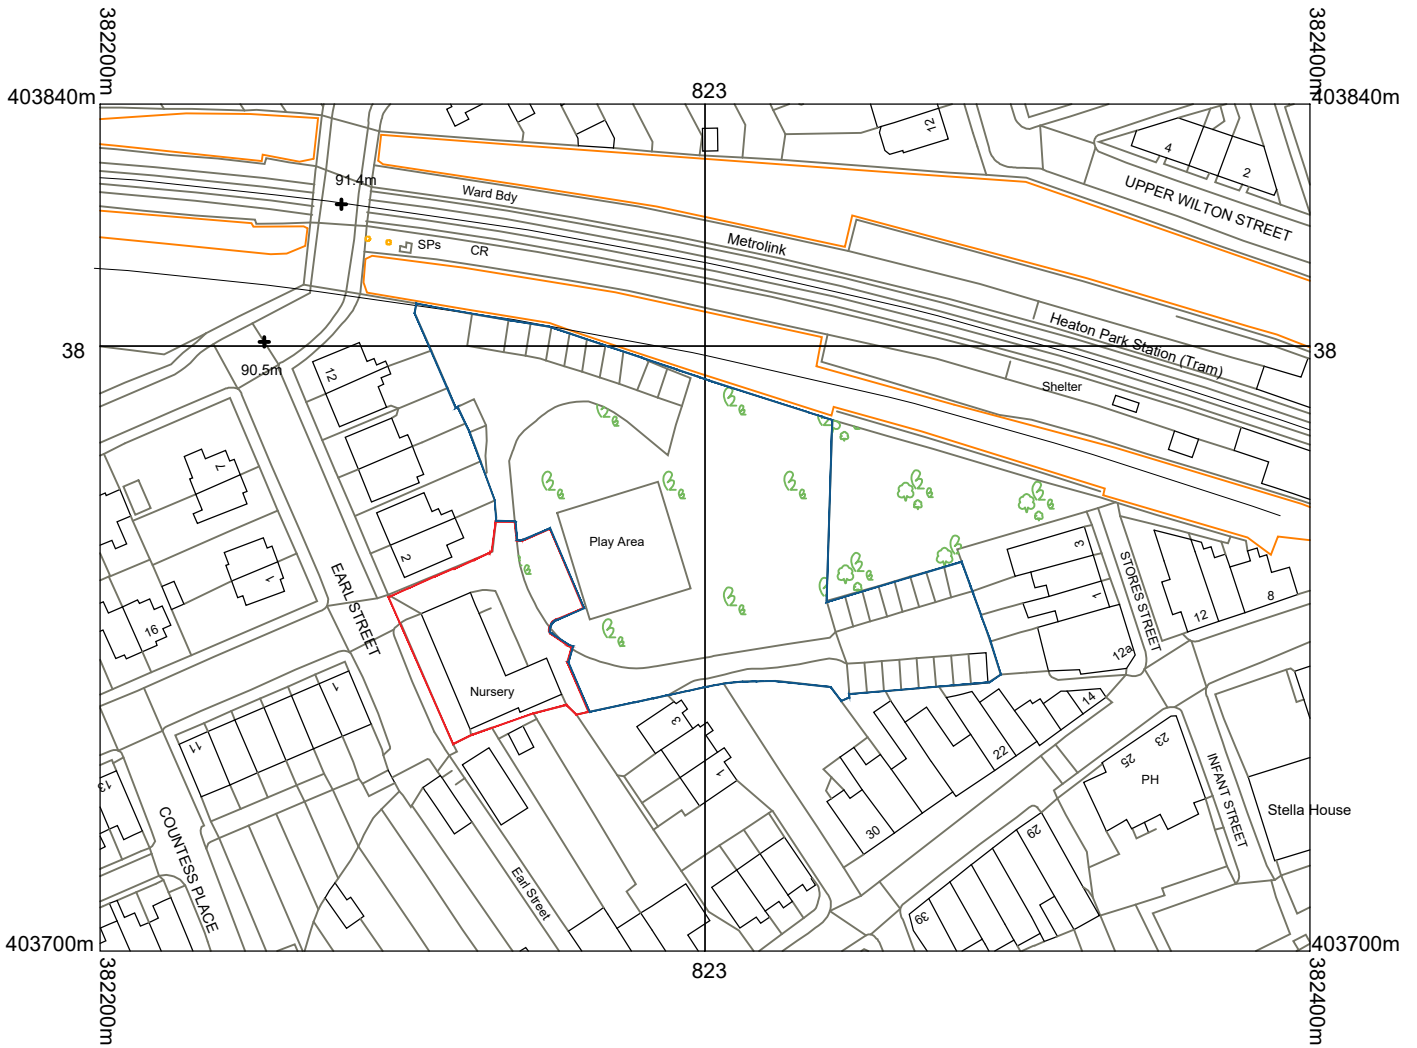 382200m
382400m
403840m
823
403840m
12
4
2
UPPER WILTON STREET
91.4m
Ward Bdy
Metrolink
SPs
CR
Heaton Park Station (Tram)
38
38
90.5m
Shelter
12
7
2
Play Area
3
1
STORES STREET
12
8
12a
1
16
EARL STREET
Nursery
1
11
3
1
14
22
30
23
25
PH
INFANT STREET
Stella House
13
COUNTESS PLACE
Earl Street
29
39
403700m
823
403700m
382200m
382400m